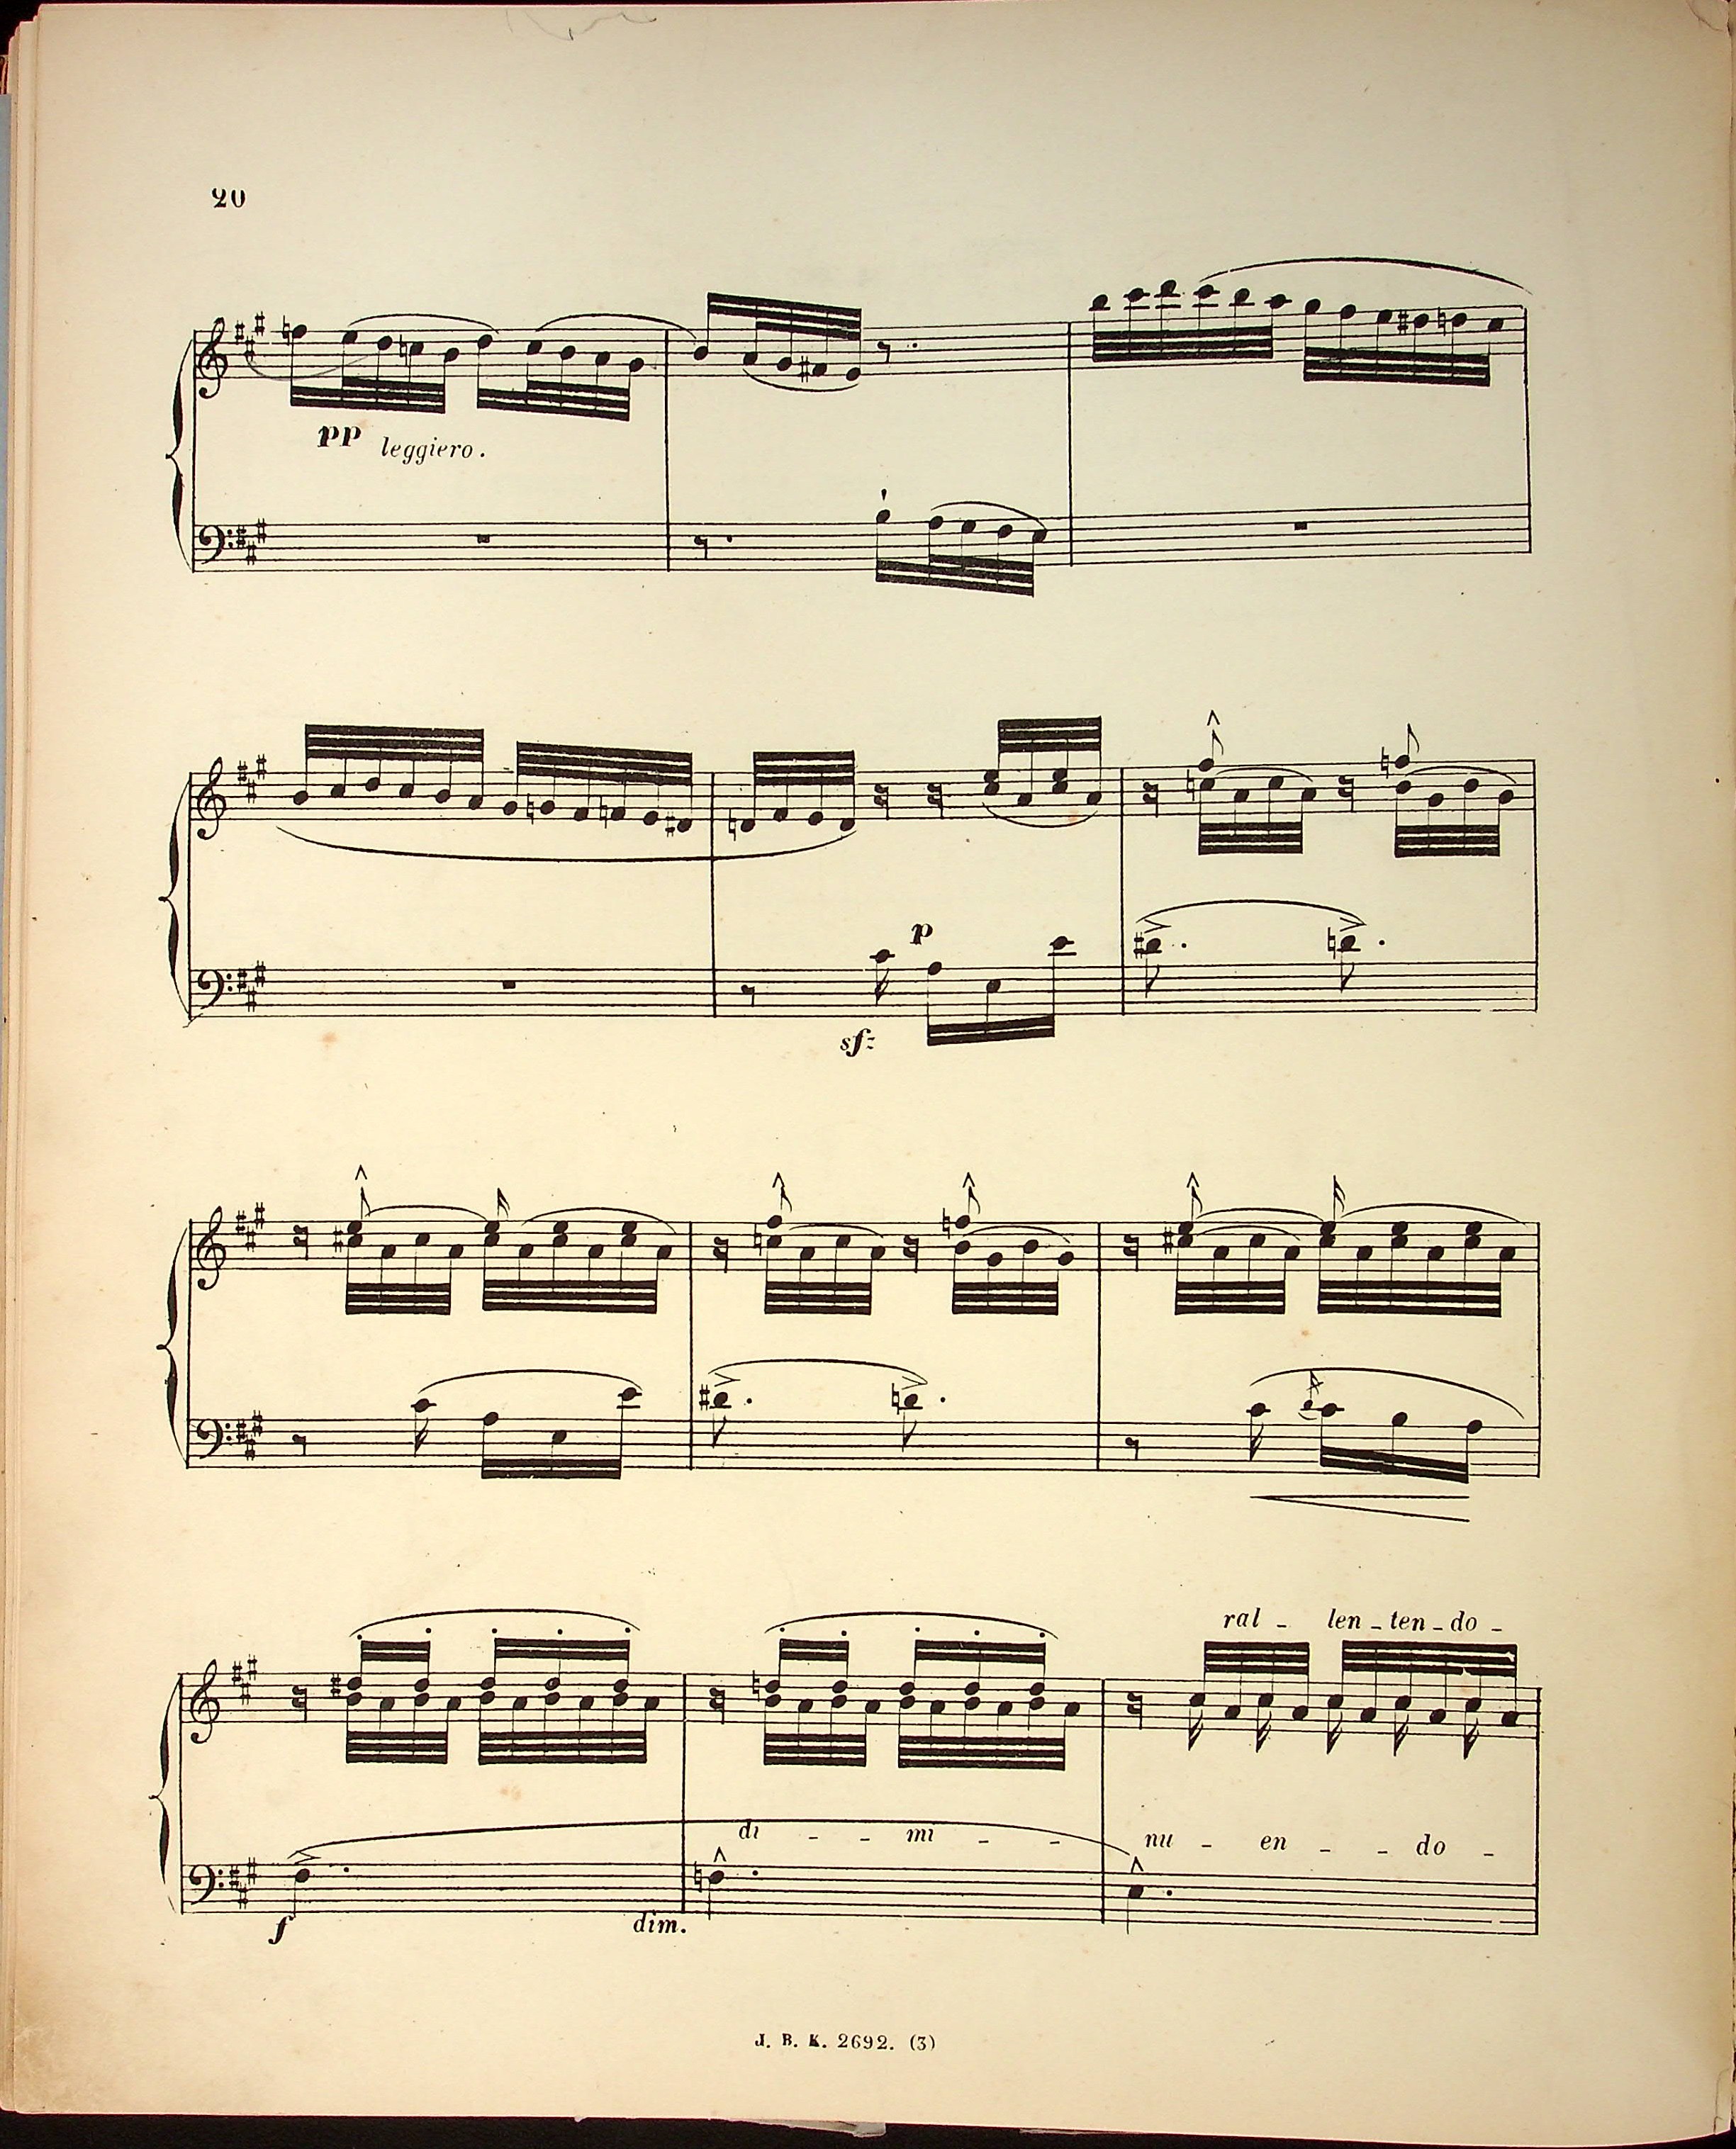 20
pp leggiero.
p
sfz
ral - len - ten - do -
di - - mi - - nu - en - - do -
f dim.
J. B. K. 2692. (3)